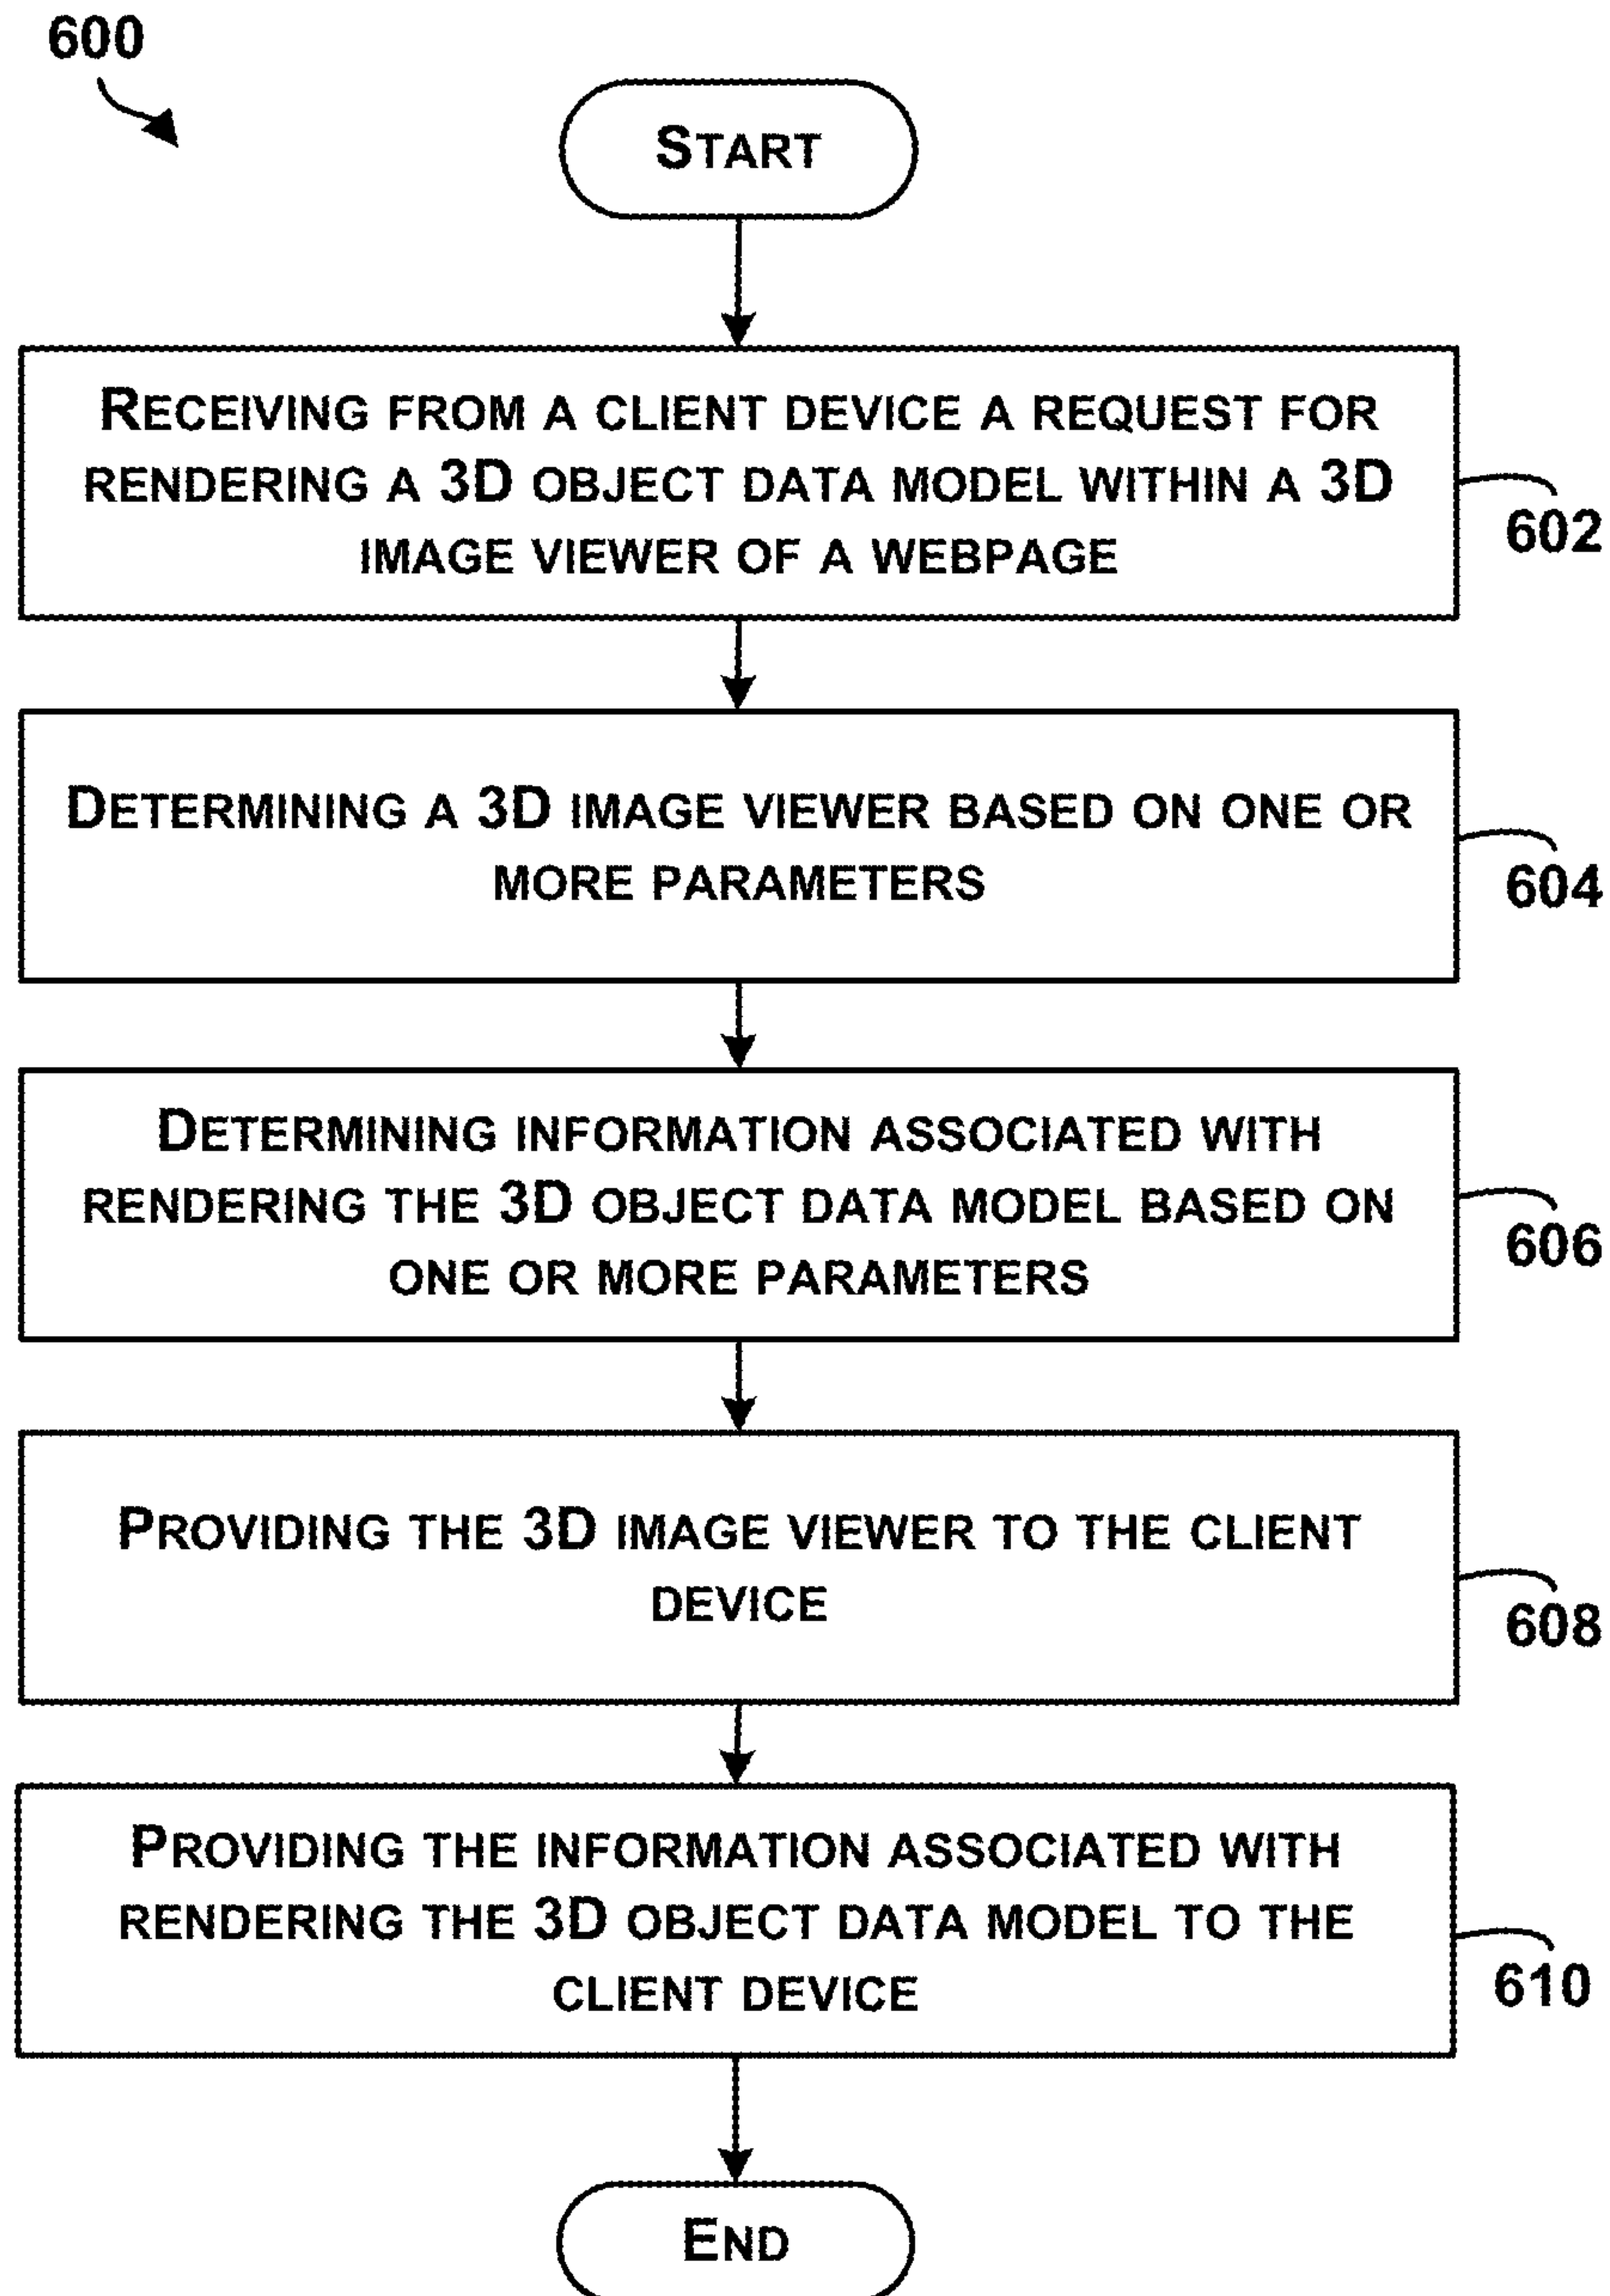 600
START
RECEIVING FROM A CLIENT DEVICE A REQUEST FOR
RENDERING A 3D OBJECT DATA MODEL WITHIN A 3D
IMAGE VIEWER OF A WEBPAGE
602
DETERMINING A 3D IMAGE VIEWER BASED ON ONE OR
MORE PARAMETERS
604
DETERMINING INFORMATION ASSOCIATED WITH
RENDERING THE 3D OBJECT DATA MODEL BASED ON
ONE OR MORE PARAMETERS
606
PROVIDING THE 3D IMAGE VIEWER TO THE CLIENT
DEVICE
608
PROVIDING THE INFORMATION ASSOCIATED WITH
RENDERING THE 3D OBJECT DATA MODEL TO THE
CLIENT DEVICE
610
END